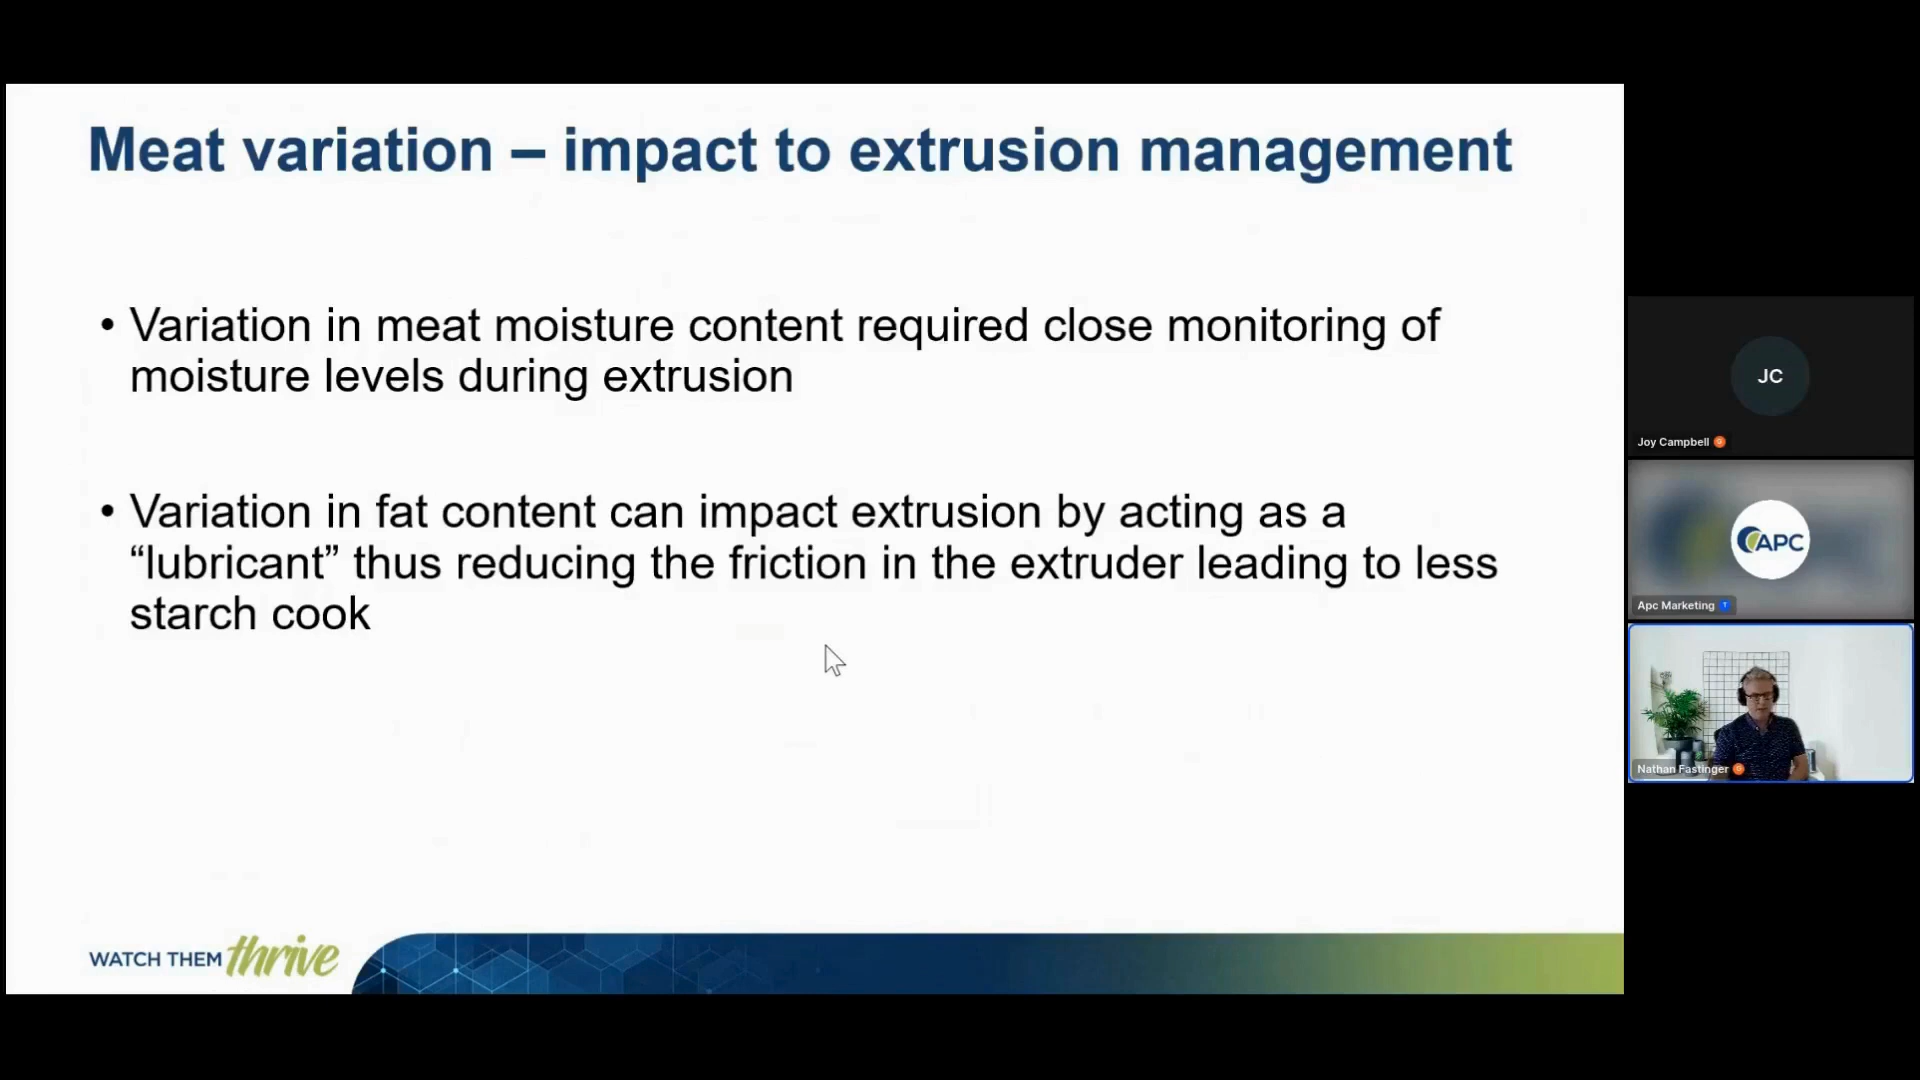 Meat variation – impact to extrusion management
• Variation in meat moisture content required close monitoring of
moisture levels during extrusion
• Variation in fat content can impact extrusion by acting as a
“lubricant” thus reducing the friction in the extruder leading to less
starch cook
WATCH THEM thrive
JC
Joy Campbell
APC
Apc Marketing
Nathan Fastinger